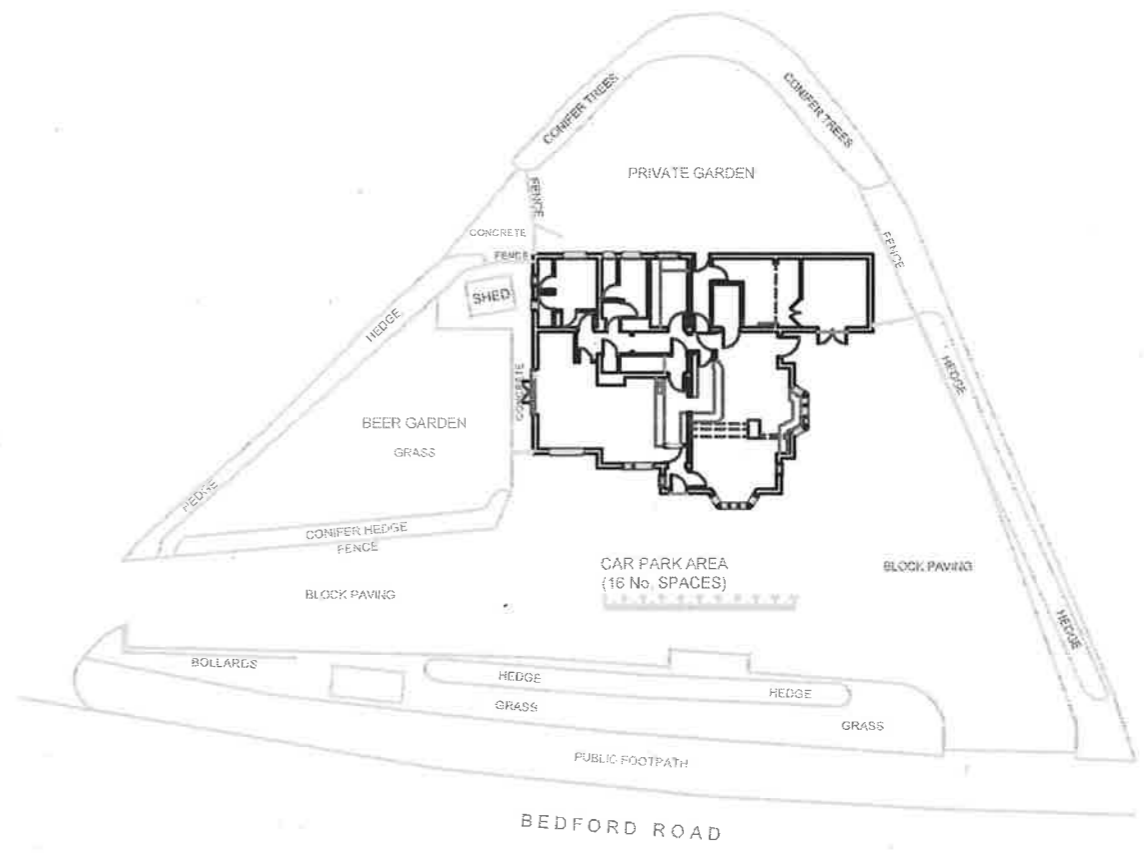 CONIFER TREES
CONIFER TREES
PRIVATE GARDEN
FENCE
CONCRETE
FENCE
FENCE
SHED
HEDGE
HEDGE
CONCRETE
BEER GARDEN
GRASS
HEDGE
CONIFER HEDGE
FENCE
CAR PARK AREA
(16 No. SPACES)
BLOCK PAVING
BLOCK PAVING
HEDGE
BOLLARDS
HEDGE
HEDGE
GRASS
GRASS
PUBLIC FOOTPATH
BEDFORD ROAD